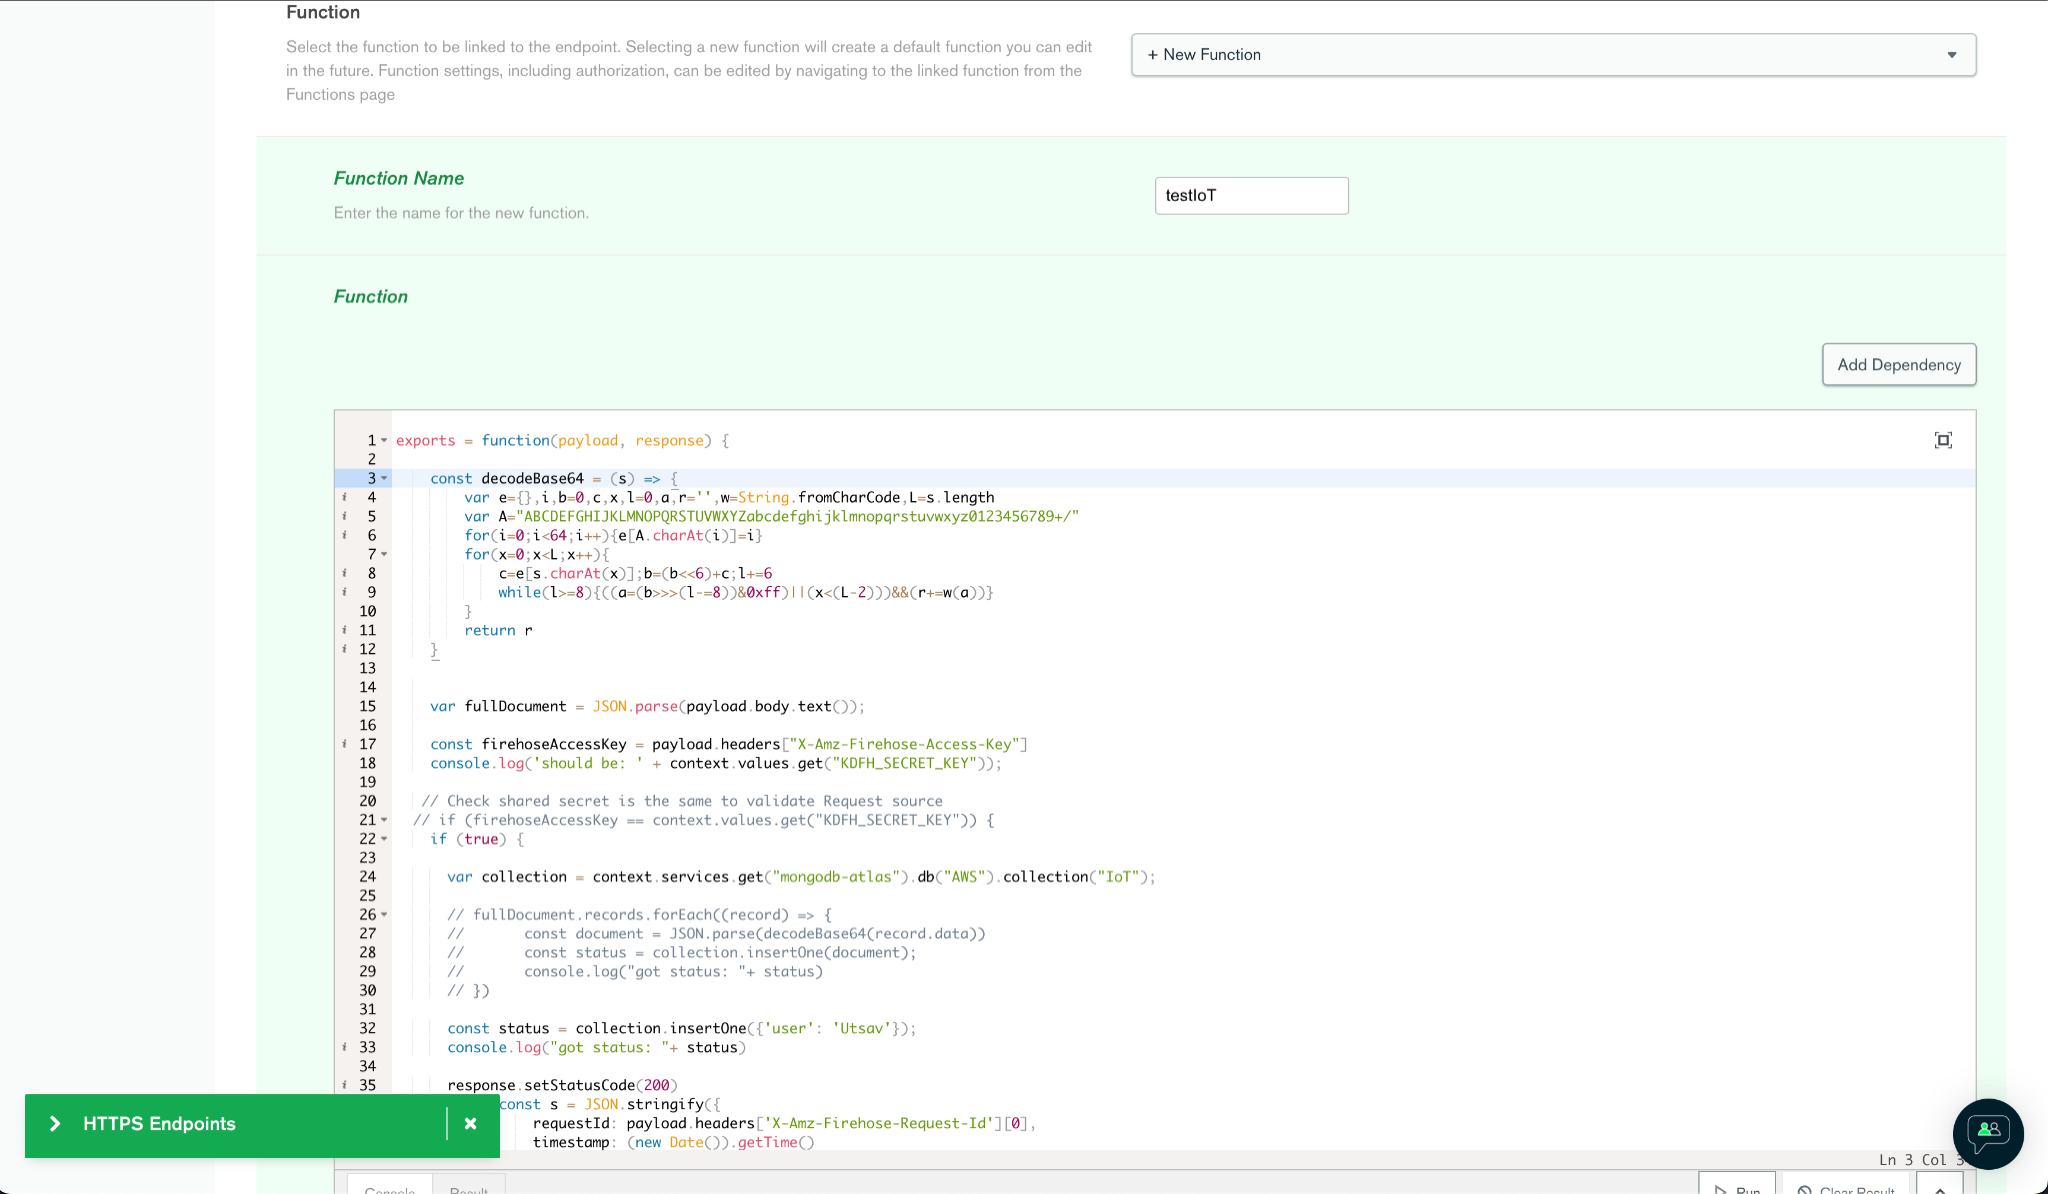 Function
Select the function to be linked to the endpoint. Selecting a new function will create a default function you can edit
in the future. Function settings, including authorization, can be edited by navigating to the linked function from the
Functions page
+ New Function
Function Name
Enter the name for the new function.
testIoT
Function
Add Dependency
1 exports = function(payload, response) {
2
3 const decodeBase64 = (s) => {
4 var e={},i,b=0,c,x,l=0,a,r='',w=String.fromCharCode,L=s.length
5 var A="ABCDEFGHIJKLMNOPQRSTUVWXYZabcdefghijklmnopqrstuvwxyz0123456789+/"
6 for(i=0;i<64;i++){e[A.charAt(i)]=i}
7 for(x=0;x<L;x++){
8 c=e[s.charAt(x)];b=(b<<6)+c;l+=6
9 while(l>=8){((a=(b>>>(l-=8))&0xff)||(x<(L-2)))&&(r+=w(a))}
10 }
11 return r
12 }
13
14
15 var fullDocument = JSON.parse(payload.body.text());
16
17 const firehoseAccessKey = payload.headers["X-Amz-Firehose-Access-Key"]
18 console.log('should be: ' + context.values.get("KDFH_SECRET_KEY"));
19
20 // Check shared secret is the same to validate Request source
21 // if (firehoseAccessKey == context.values.get("KDFH_SECRET_KEY")) {
22 if (true) {
23
24 var collection = context.services.get("mongodb-atlas").db("AWS").collection("IoT");
25
26 // fullDocument.records.forEach((record) => {
27 // const document = JSON.parse(decodeBase64(record.data))
28 // const status = collection.insertOne(document);
29 // console.log("got status: "+ status)
30 // })
31
32 const status = collection.insertOne({'user': 'Utsav'});
33 console.log("got status: "+ status)
34
35 response.setStatusCode(200)
const s = JSON.stringify({
requestId: payload.headers['X-Amz-Firehose-Request-Id'][0],
timestamp: (new Date()).getTime()
HTTPS Endpoints
Ln 3 Col 3
Console
Result
Run
Clear Result